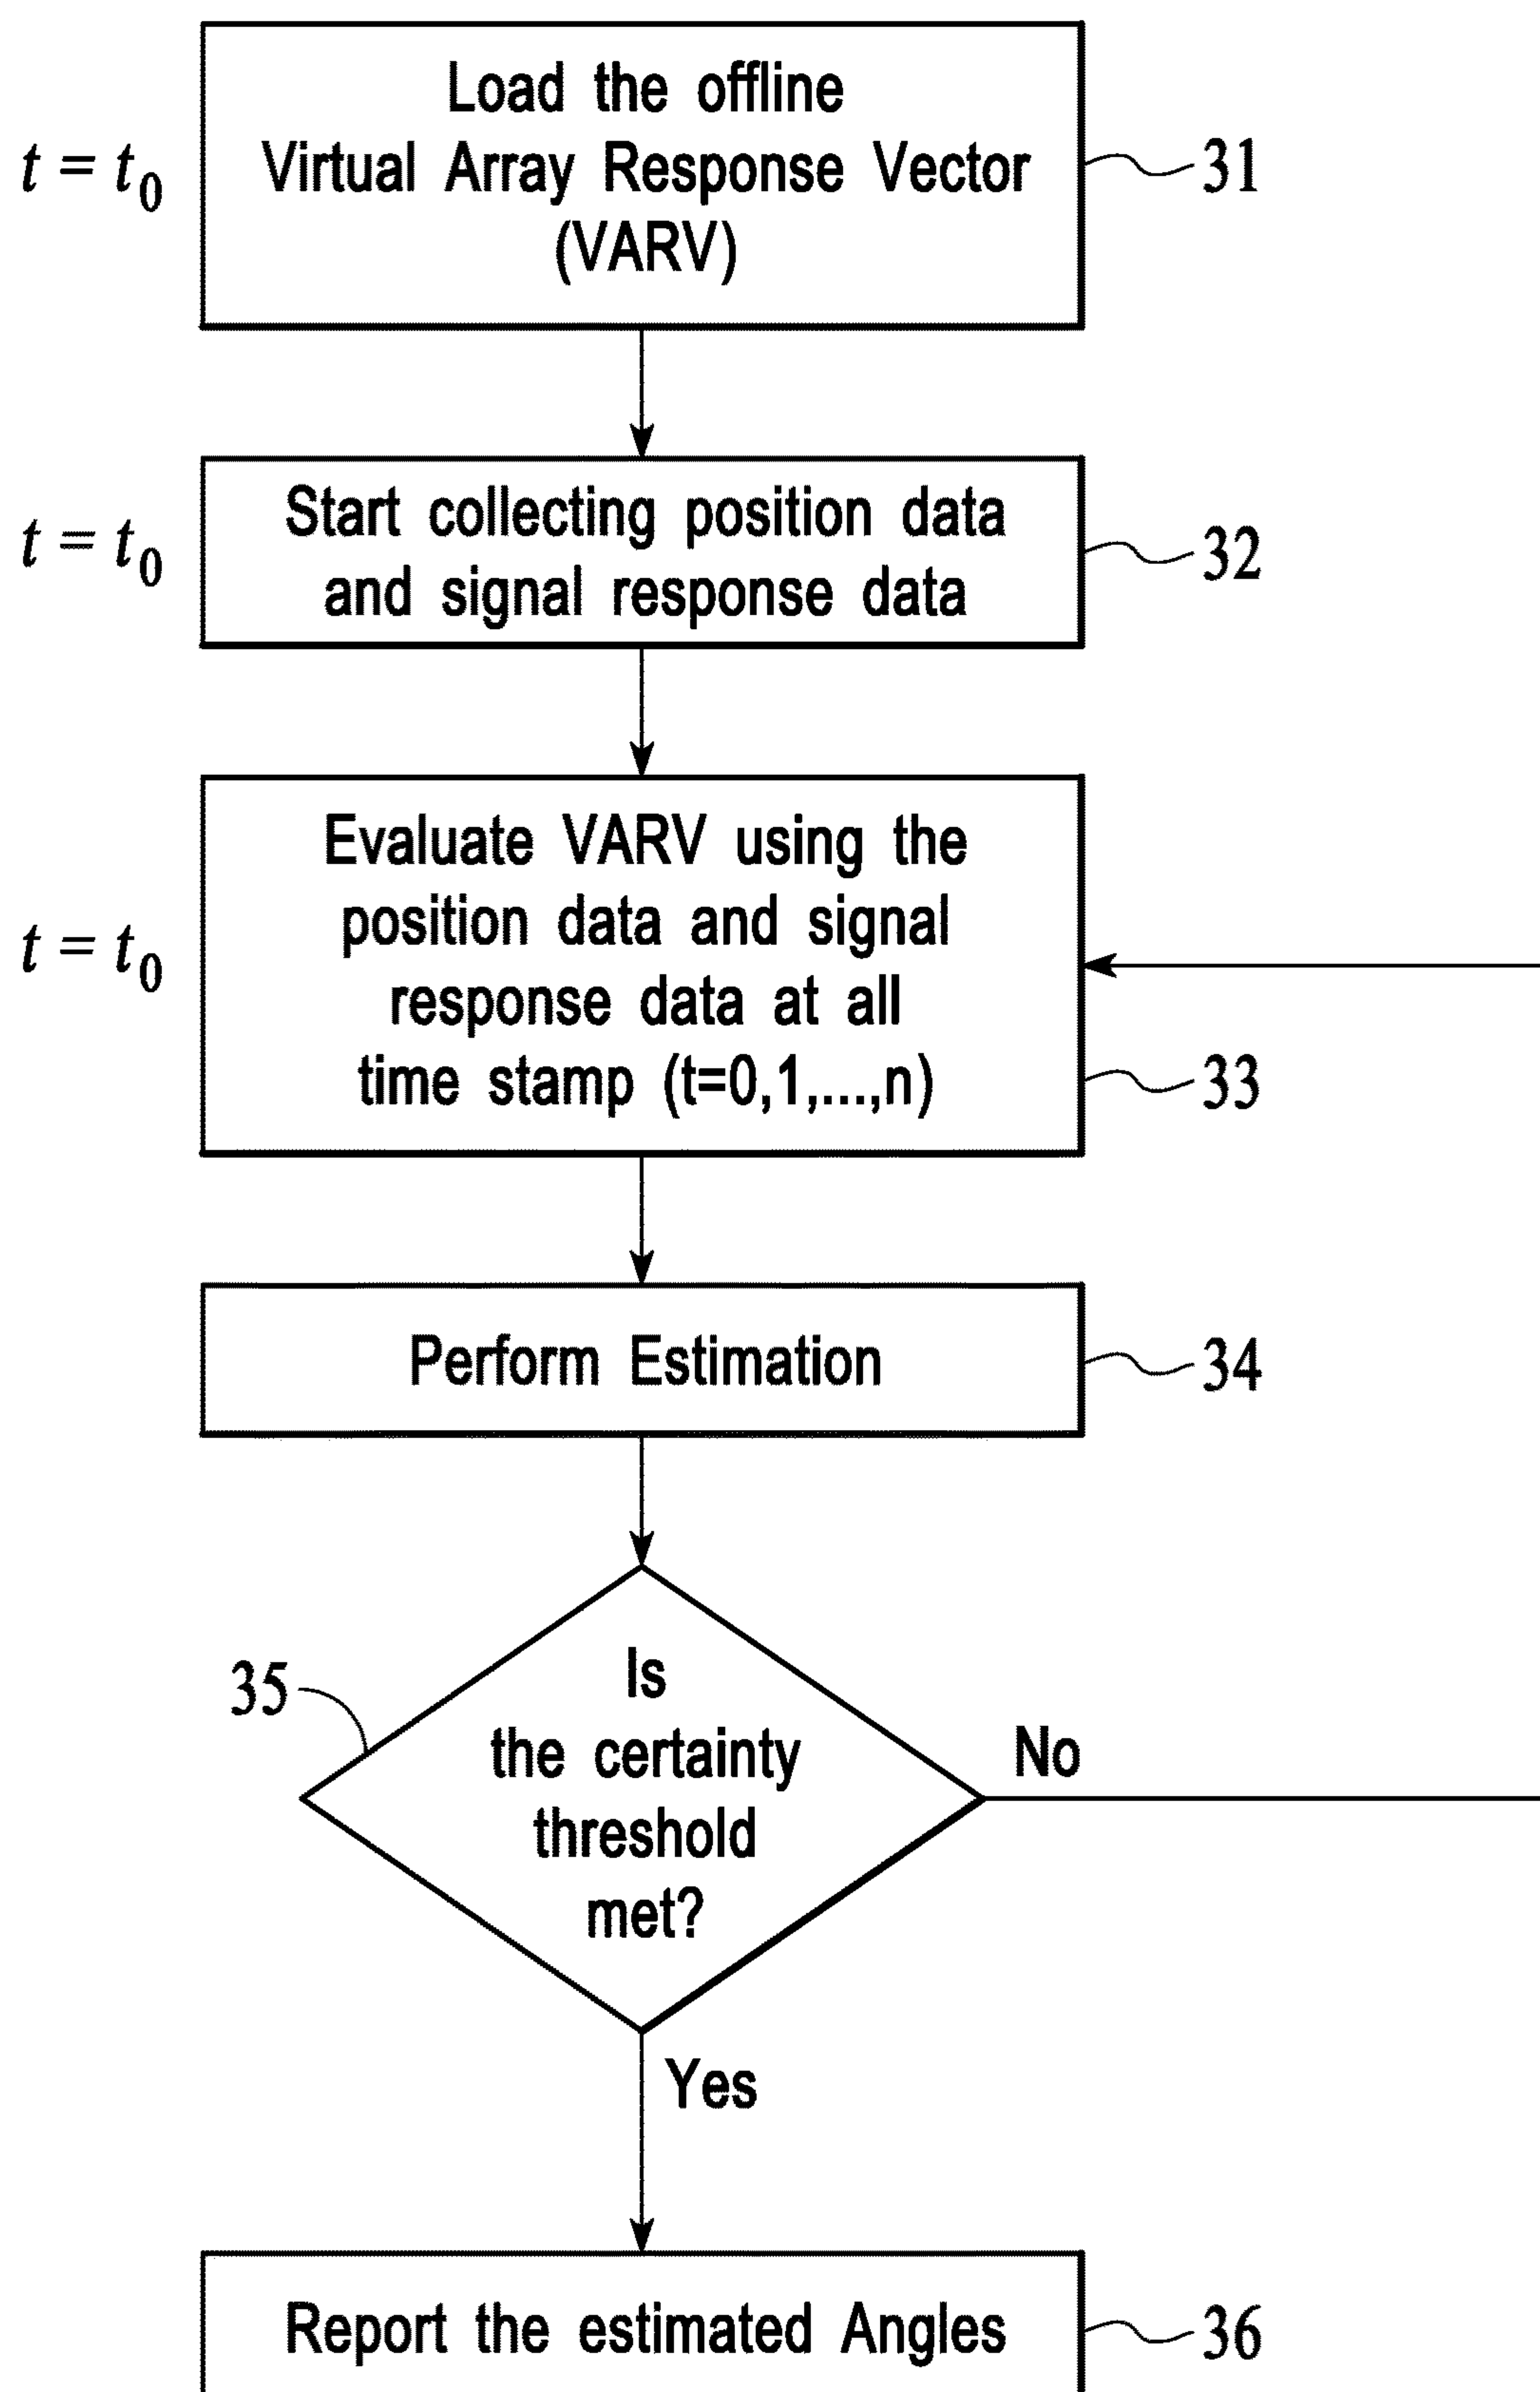 Load the offline
t = t0
Virtual Array Response Vector
31
(VARV)
Start collecting position data
t = t0
32
and signal response data
Evaluate VARV using the
position data and signal
t = t0
response data at all
time stamp (t=0,1,...,n)
33
Perform Estimation
34
35
Is
the certainty
threshold
met?
No
Yes
Report the estimated Angles
36